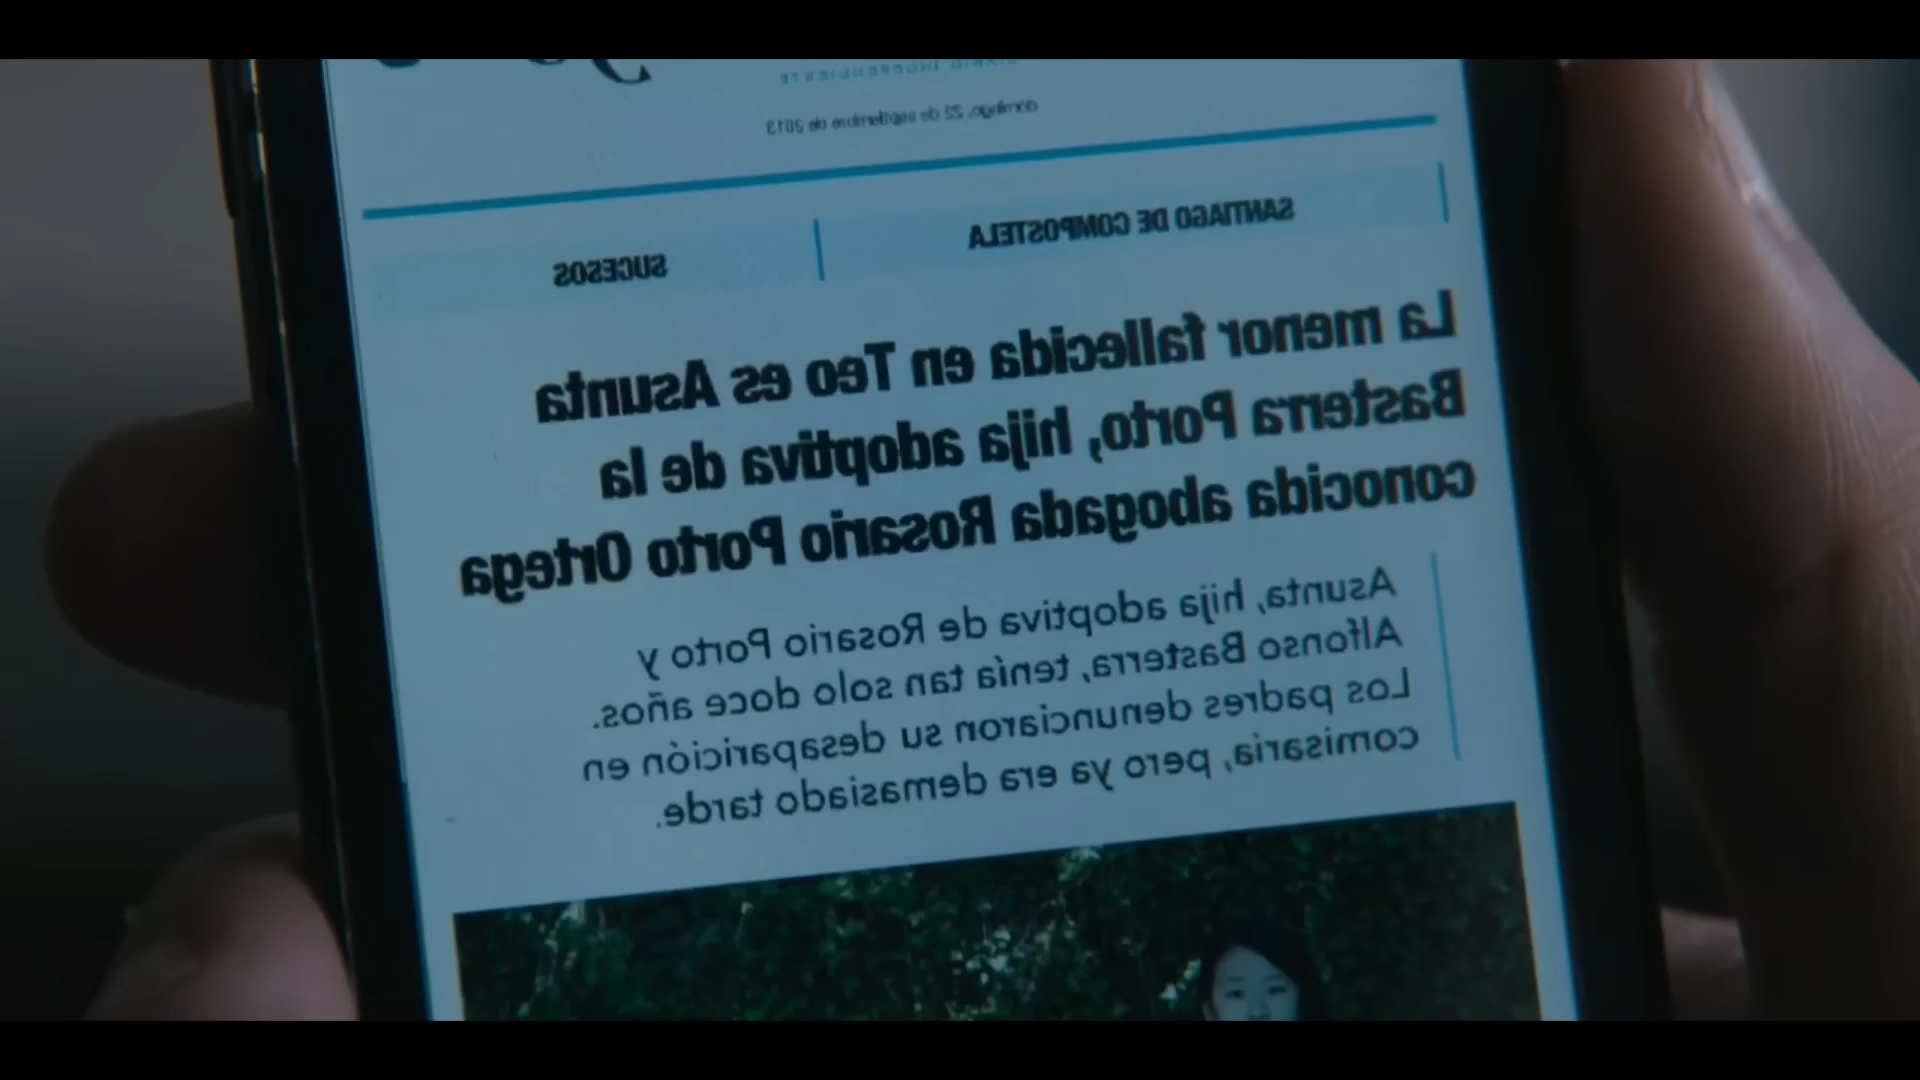 DIARIO INDEPENDIENTE
domingo, 22 de septiembre de 2013
SANTIAGO DE COMPOSTELA
SUCESOS
La menor fallecida en Teo es Asunta
Basterra Porto, hija adoptiva de la
conocida abogada Rosario Porto Ortega
Asunta, hija adoptiva de Rosario Porto y
Alfonso Basterra, tenía tan solo doce años.
Los padres denunciaron su desaparición en
comisaría, pero ya era demasiado tarde.